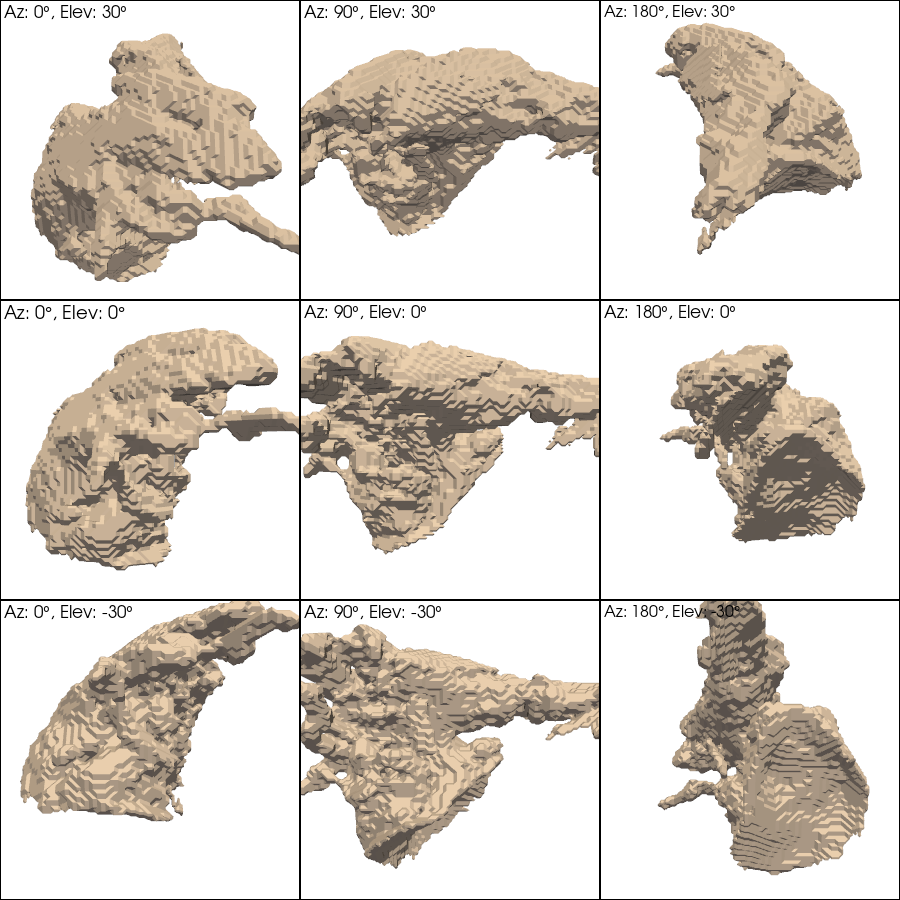 Az: 0°, Elev: 30°
Az: 90°, Elev: 30°
Az: 180°, Elev: 30°
Az: 0°, Elev: 0°
Az: 90°, Elev: 0°
Az: 180°, Elev: 0°
Az: 0°, Elev: -30°
Az: 90°, Elev: -30°
Az: 180°, Elev: -30°